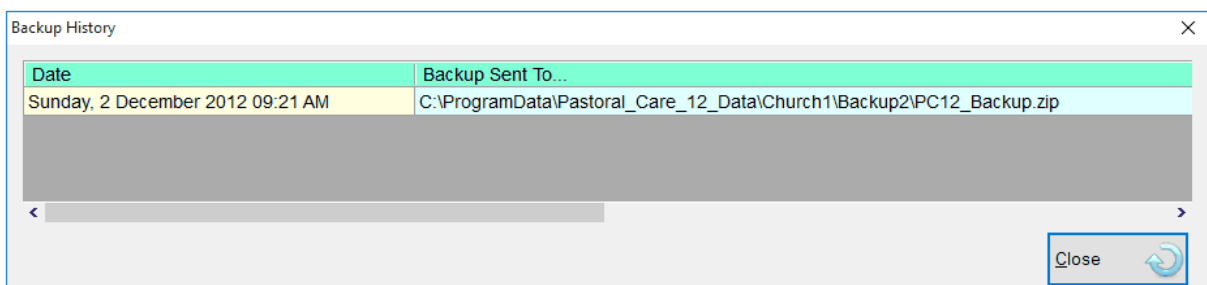 Backup History
Date Backup Sent To...
Sunday, 2 December 2012 09:21 AM C:\ProgramData\Pastoral_Care_12_Data\Church1\Backup2\PC12_Backup.zip
Close